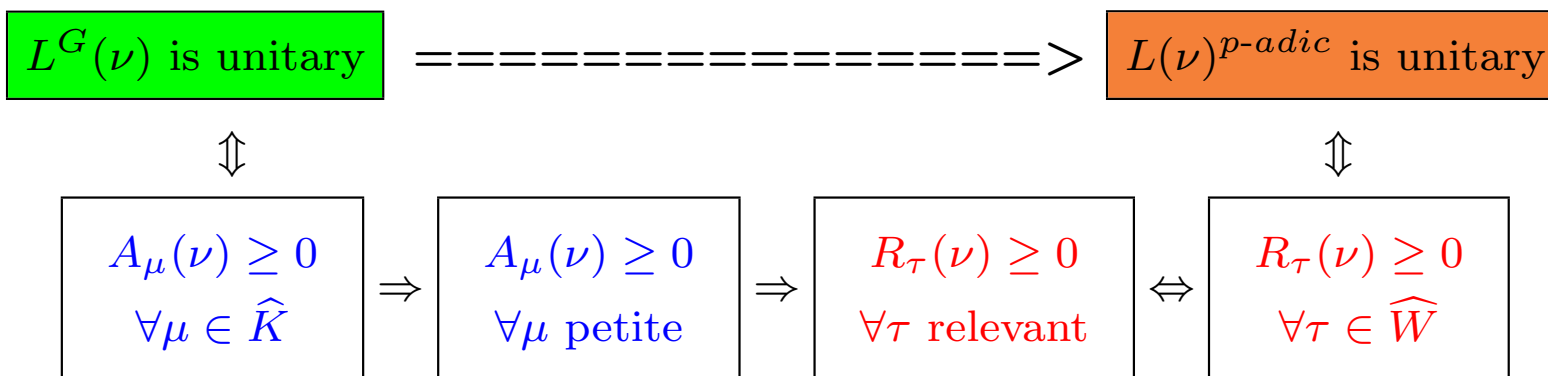 L^G(ν) is unitary ===============> L(ν)^{p-adic} is unitary
⇕ ⇕
A_μ(ν) ≥ 0 A_μ(ν) ≥ 0 R_τ(ν) ≥ 0 R_τ(ν) ≥ 0
⇒ ⇒ ⇔
∀μ ∈ K̂ ∀μ petite ∀τ relevant ∀τ ∈ Ŵ